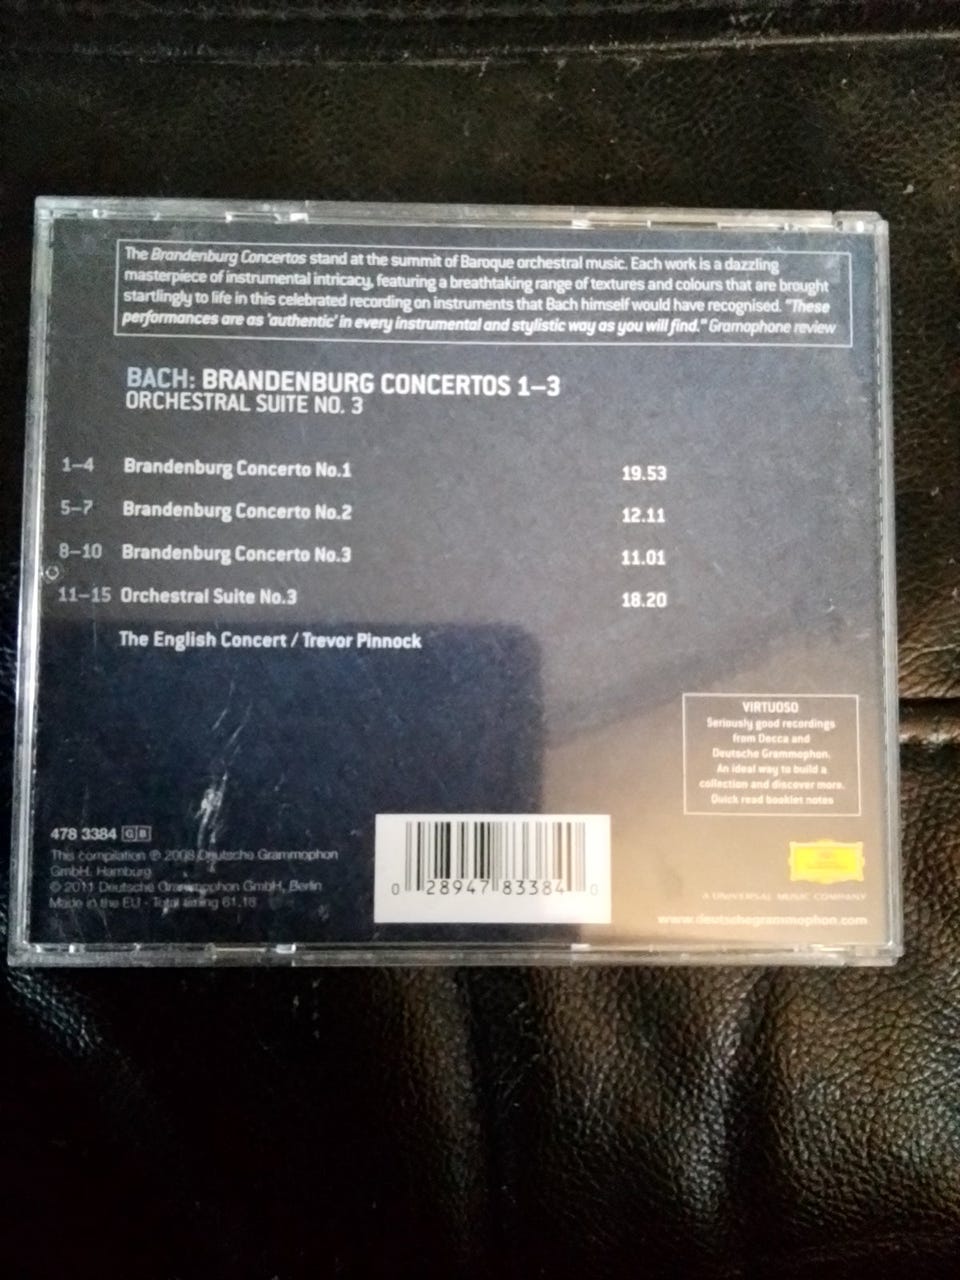 The Brandenburg Concertos stand at the summit of Baroque orchestral music. Each work is a dazzling
masterpiece of instrumental intricacy, featuring a breathtaking range of textures and colours that are brought
startlingly to life in this celebrated recording on instruments that Bach himself would have recognised. "These
performances are as 'authentic' in every instrumental and stylistic way as you will find." Gramophone review
BACH: BRANDENBURG CONCERTOS 1–3
ORCHESTRAL SUITE NO. 3
1–4 Brandenburg Concerto No.1 19.53
5–7 Brandenburg Concerto No.2 12.11
8–10 Brandenburg Concerto No.3 11.01
11–15 Orchestral Suite No.3 18.20
The English Concert / Trevor Pinnock
VIRTUOSO
Seriously good recordings
from Decca and
Deutsche Grammophon.
An ideal way to build a
collection and discover more.
Quick read booklet notes
478 3384 GB
This compilation ℗ 2008 Deutsche Grammophon
GmbH, Hamburg
© 2011 Deutsche Grammophon GmbH, Berlin
Made in the EU - Total timing 61.16
0 28947 83384 0
A UNIVERSAL MUSIC COMPANY
www.deutschegrammophon.com